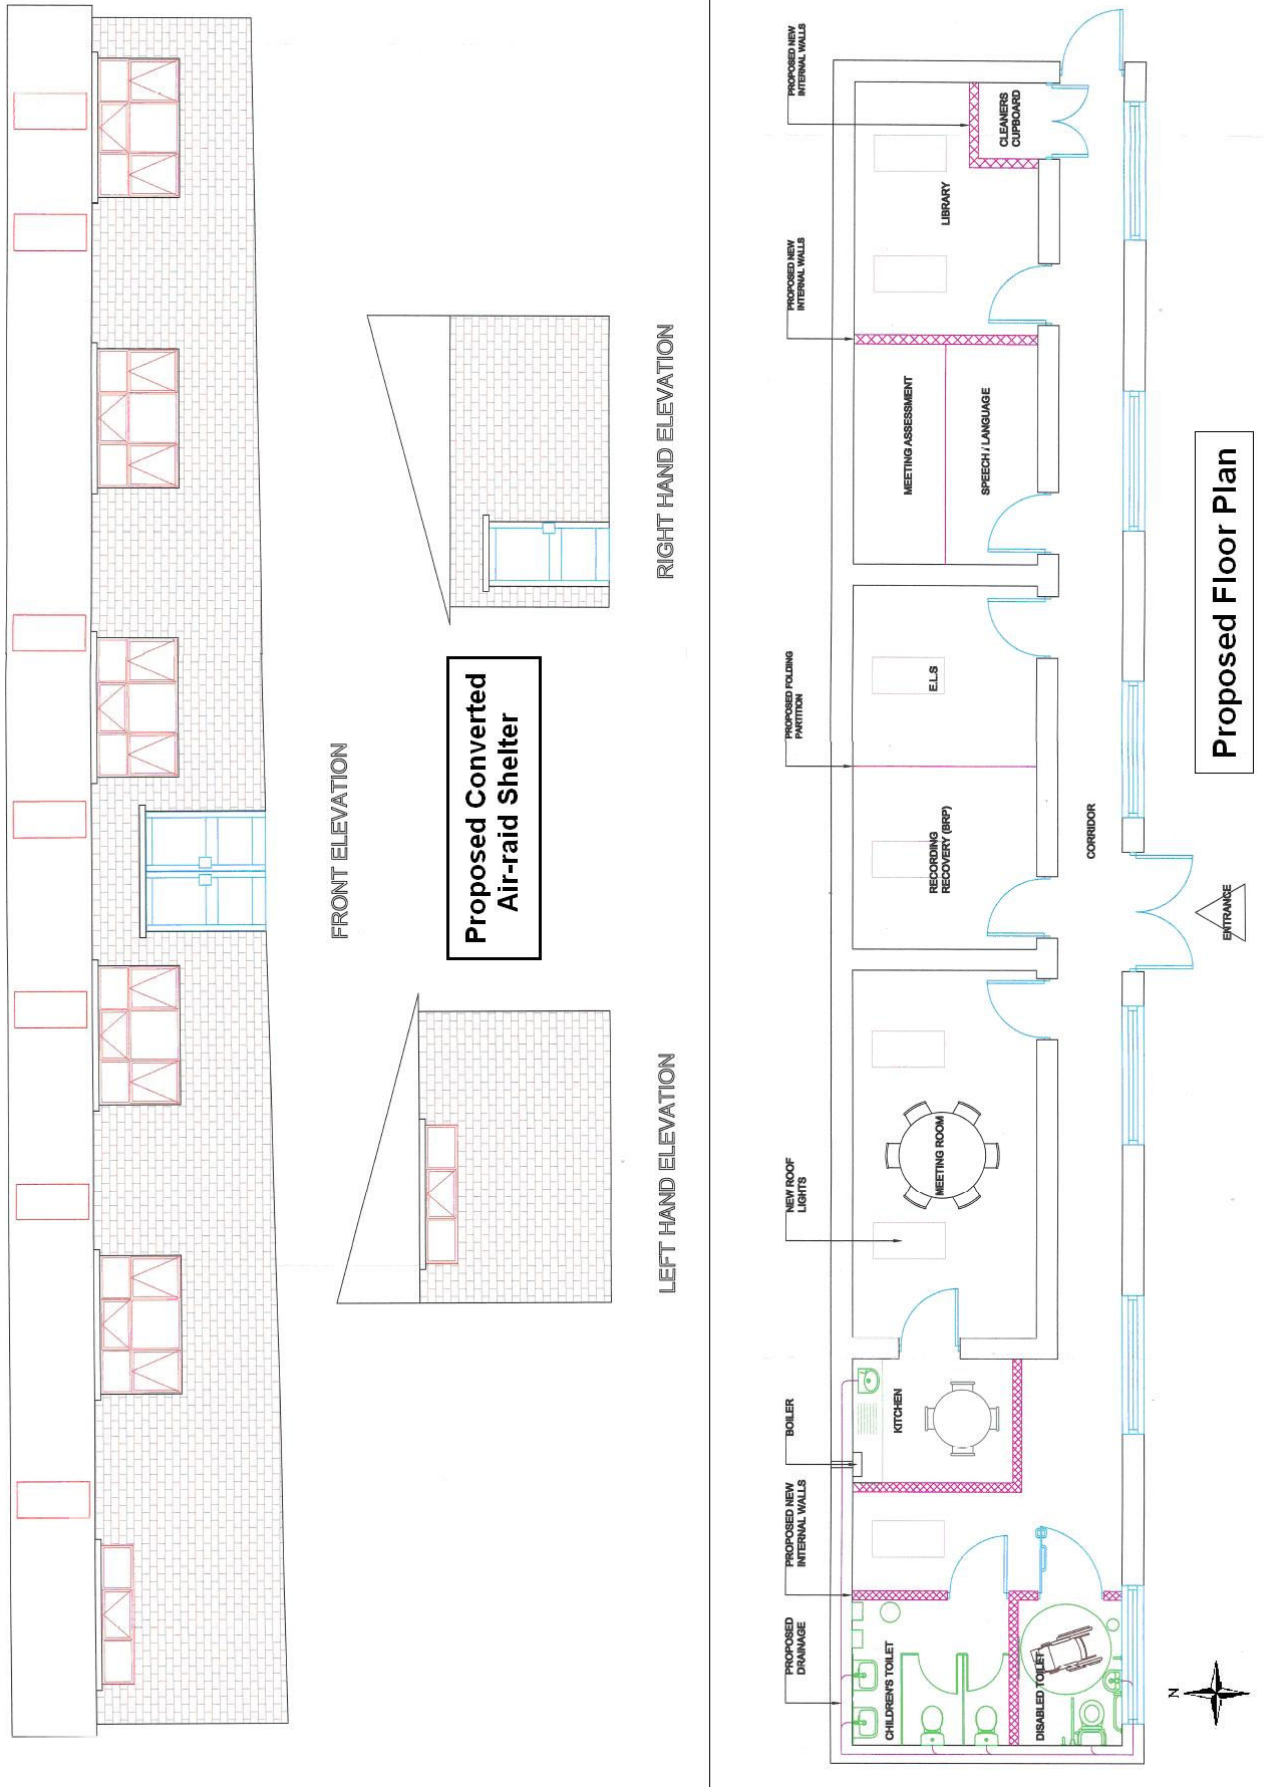 FRONT ELEVATION
LEFT HAND ELEVATION
Proposed Converted
Air-raid Shelter
RIGHT HAND ELEVATION
PROPOSED
DRAINAGE
PROPOSED NEW
INTERNAL WALLS
BOILER
NEW ROOF
LIGHTS
PROPOSED FOLDING
PARTITION
PROPOSED NEW
INTERNAL WALLS
PROPOSED NEW
INTERNAL WALLS
CHILDREN'S TOILET
KITCHEN
MEETING ROOM
RECORDING
RECOVERY (BRP)
E.L.S
MEETING ASSESSMENT
SPEECH / LANGUAGE
LIBRARY
CLEANERS
CUPBOARD
DISABLED TOILET
CORRIDOR
N
ENTRANCE
Proposed Floor Plan